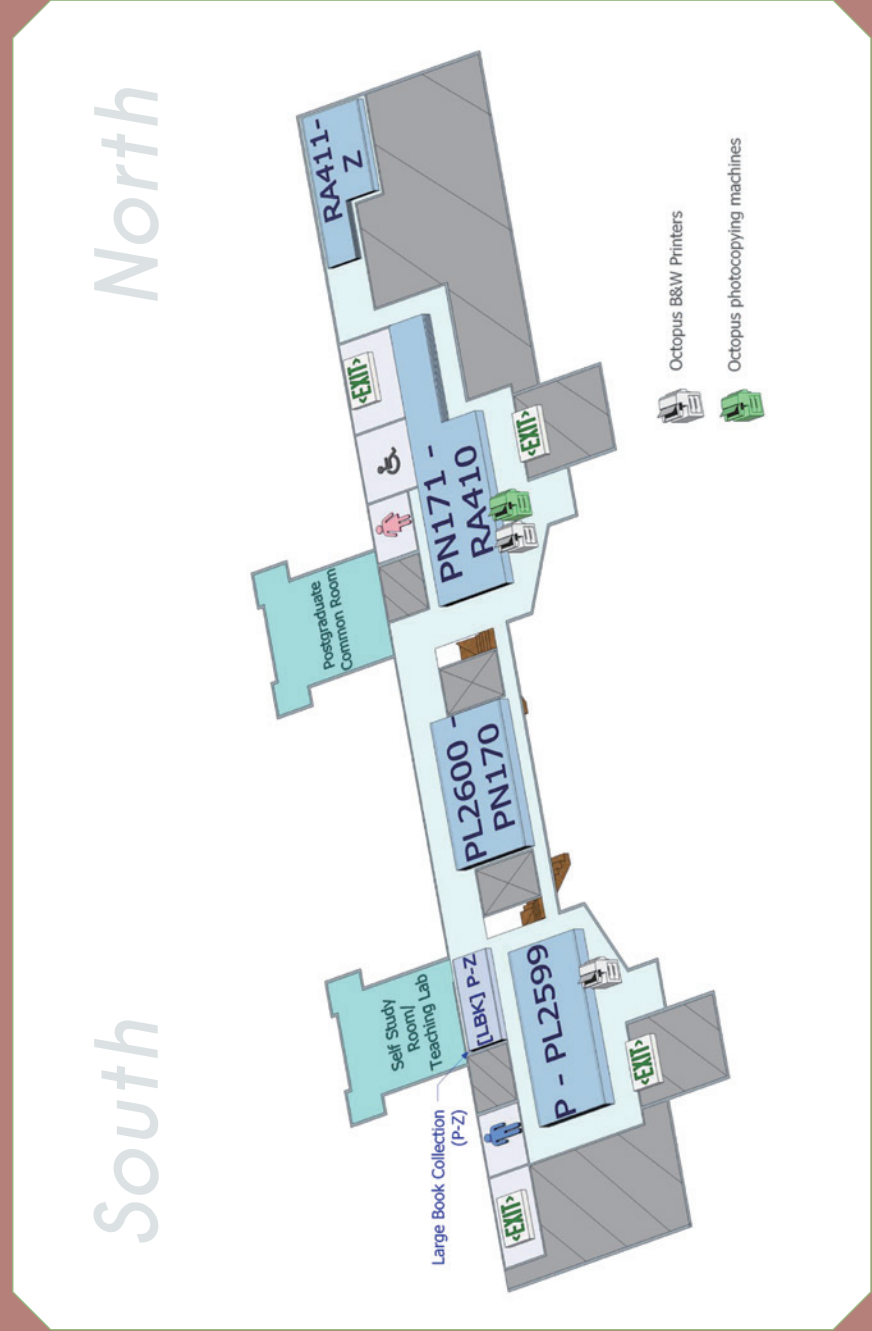 South
North
Self Study
Room/
Teaching Lab
Postgraduate
Common Room
Large Book Collection
(P-Z)
[LBK] P-Z
<EXIT>
<EXIT>
P - PL2599
PL2600 -
PN170
PN171 -
RA410
RA411-
Z
<EXIT>
<EXIT>
Octopus B&W Printers
Octopus photocopying machines